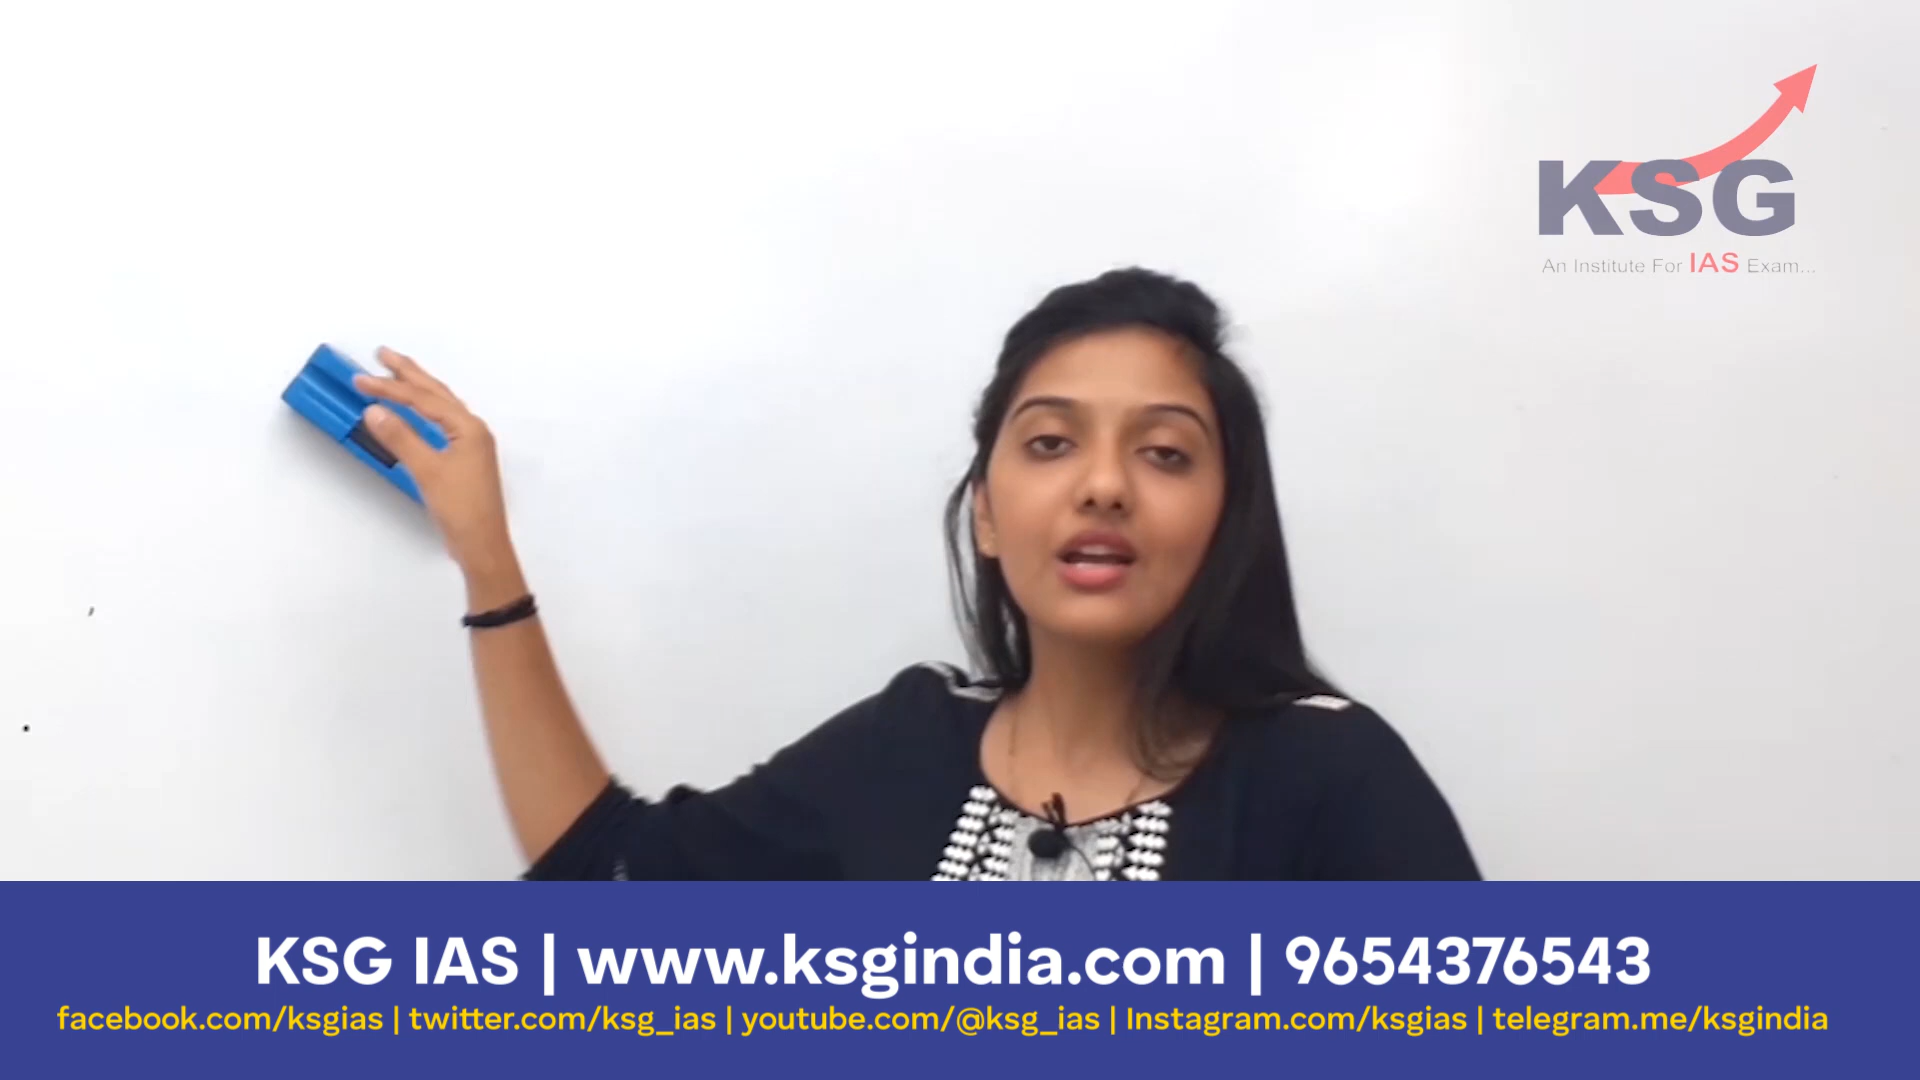 KSG
An Institute For IAS Exam...
KSG IAS | www.ksgindia.com | 9654376543
facebook.com/ksgias | twitter.com/ksg_ias | youtube.com/@ksg_ias | Instagram.com/ksgias | telegram.me/ksgindia